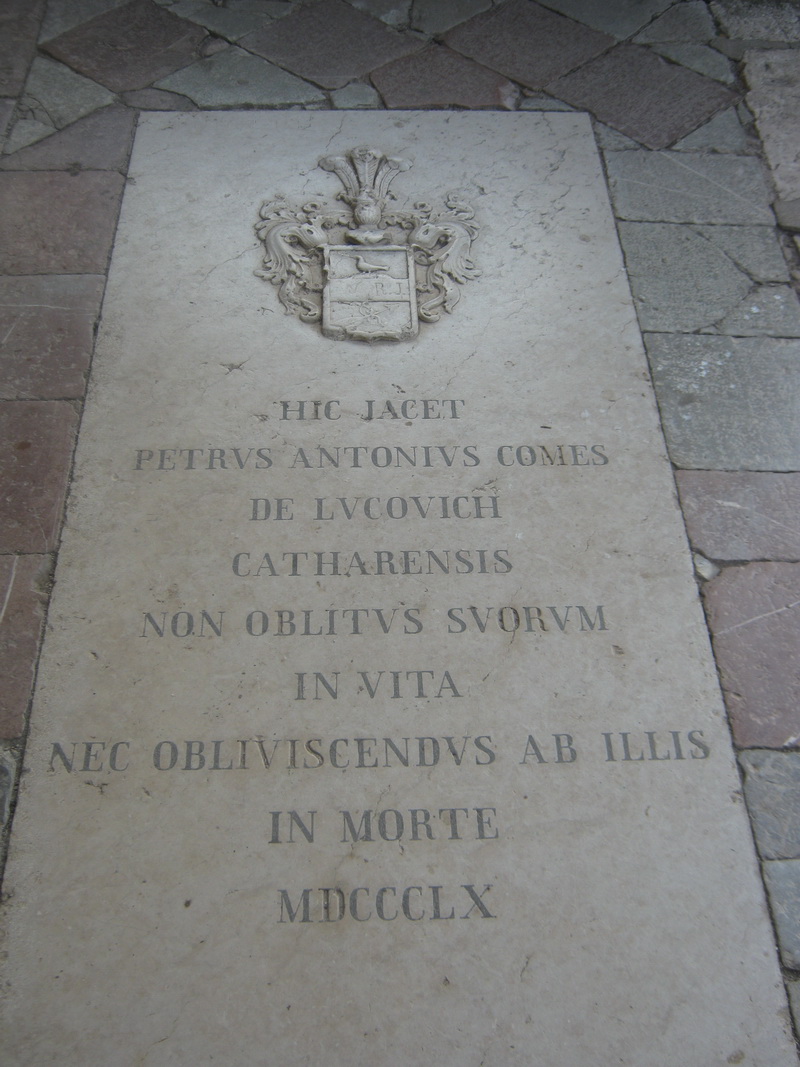 HIC JACET
PETRVS ANTONIVS COMES
DE LVCOVICH
CATHARENSIS
NON OBLITVS SVORVM
IN VITA
NEC OBLIVISCENDVS AB ILLIS
IN MORTE
MDCCCLX